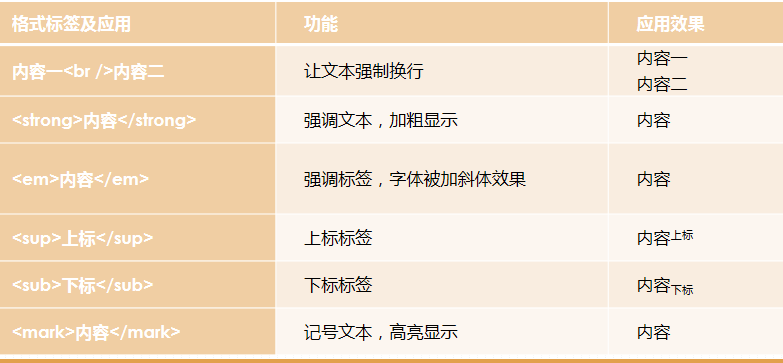 格式标签及应用 功能 应用效果
内容一<br />内容二 让文本强制换行 内容一
内容二
<strong>内容</strong> 强调文本，加粗显示 内容
<em>内容</em> 强调标签，字体被加斜体效果 内容
<sup>上标</sup> 上标标签 内容上标
<sub>下标</sub> 下标标签 内容下标
<mark>内容</mark> 记号文本，高亮显示 内容